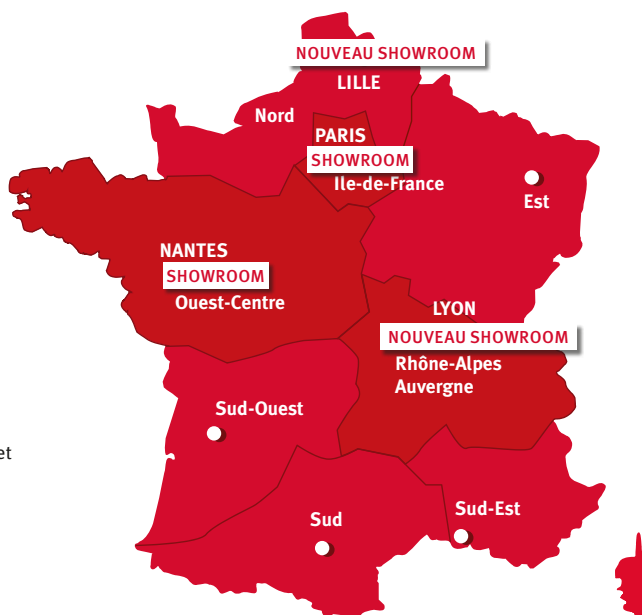 NOUVEAU SHOWROOM
LILLE
Nord
PARIS
SHOWROOM
Ile-de-France
Est
NANTES
SHOWROOM
Ouest-Centre
LYON
NOUVEAU SHOWROOM
Rhône-Alpes
Auvergne
Sud-Ouest
et
Sud-Est
Sud